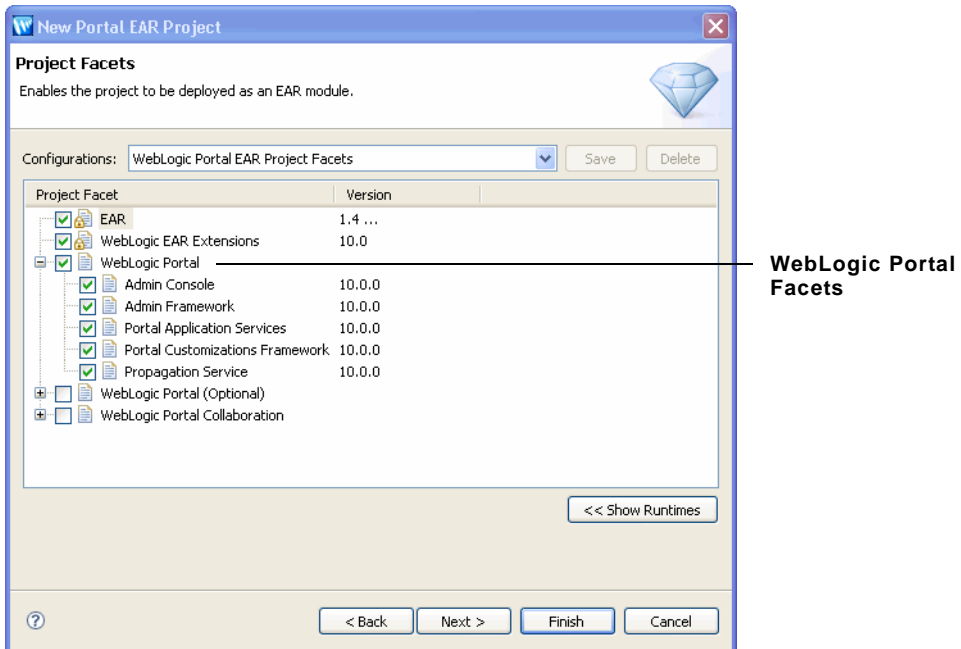 New Portal EAR Project
Project Facets
Enables the project to be deployed as an EAR module.
Configurations: WebLogic Portal EAR Project Facets Save Delete
Project Facet Version
EAR 1.4 ...
WebLogic EAR Extensions 10.0
WebLogic Portal
Admin Console 10.0.0
Admin Framework 10.0.0
Portal Application Services 10.0.0
Portal Customizations Framework 10.0.0
Propagation Service 10.0.0
WebLogic Portal (Optional)
WebLogic Portal Collaboration
WebLogic Portal
Facets
<< Show Runtimes
? < Back Next > Finish Cancel